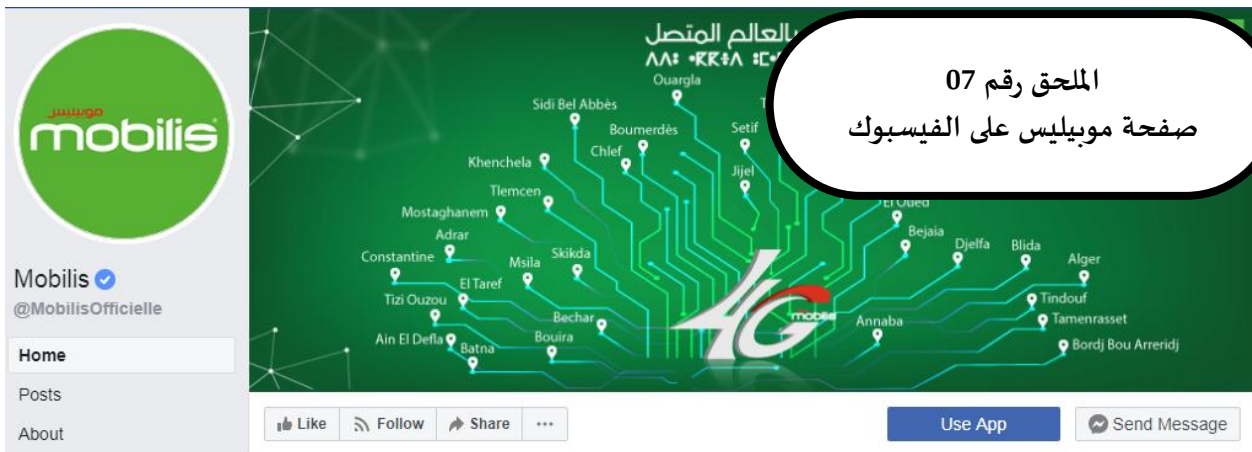 موبيليس
mobilis
Mobilis
@MobilisOfficielle
Home
Posts
About
بالعالم المتصل
الملحق رقم 07
صفحة موبيليس على الفيسبوك
Ouargla
Sidi Bel Abbès
Boumerdès
Setif
Chlef
Khenchela
Jijel
Tlemcen
El Oued
Mostaghanem
Adrar
Bejaia
Constantine
Skikda
Msila
Djelfa
Blida
Alger
El Taref
Tizi Ouzou
Tindouf
Bechar
4G
mobilis
Annaba
Tamenrasset
Ain El Defla
Batna
Bouira
Bordj Bou Arreridj
Like
Follow
Share
Use App
Send Message